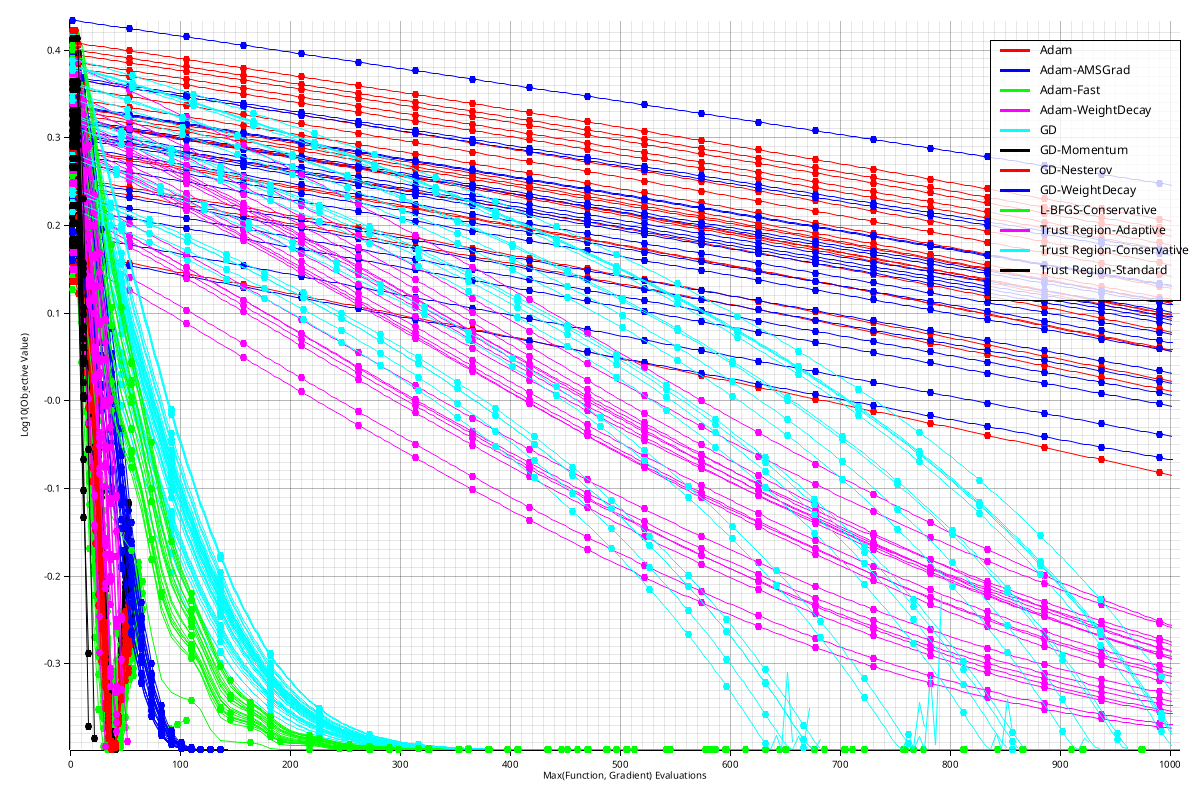 0.4
0.3
0.2
0.1
-0.0
-0.1
-0.2
-0.3
Log10(Objective Value)
0
100
200
300
400
500
600
700
800
900
1000
Max(Function, Gradient) Evaluations
Adam
Adam-AMSGrad
Adam-Fast
Adam-WeightDecay
GD
GD-Momentum
GD-Nesterov
GD-WeightDecay
L-BFGS-Conservative
Trust Region-Adaptive
Trust Region-Conservative
Trust Region-Standard